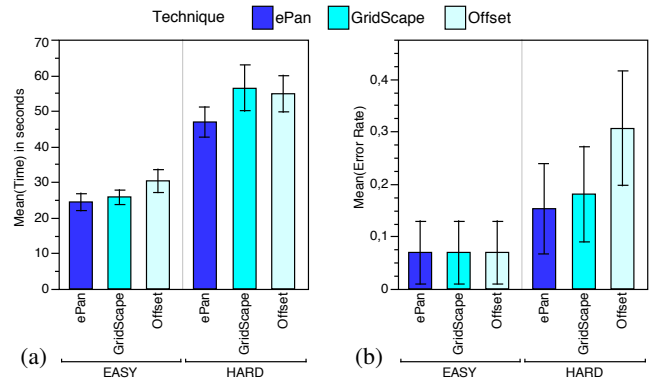 Technique ePan GridScape Offset
Mean(Time) in seconds
70
60
50
40
30
20
10
0
ePan
GridScape
Offset
ePan
GridScape
Offset
(a)
EASY
HARD
Mean(Error Rate)
0,4
0,3
0,2
0,1
0
ePan
GridScape
Offset
ePan
GridScape
Offset
(b)
EASY
HARD